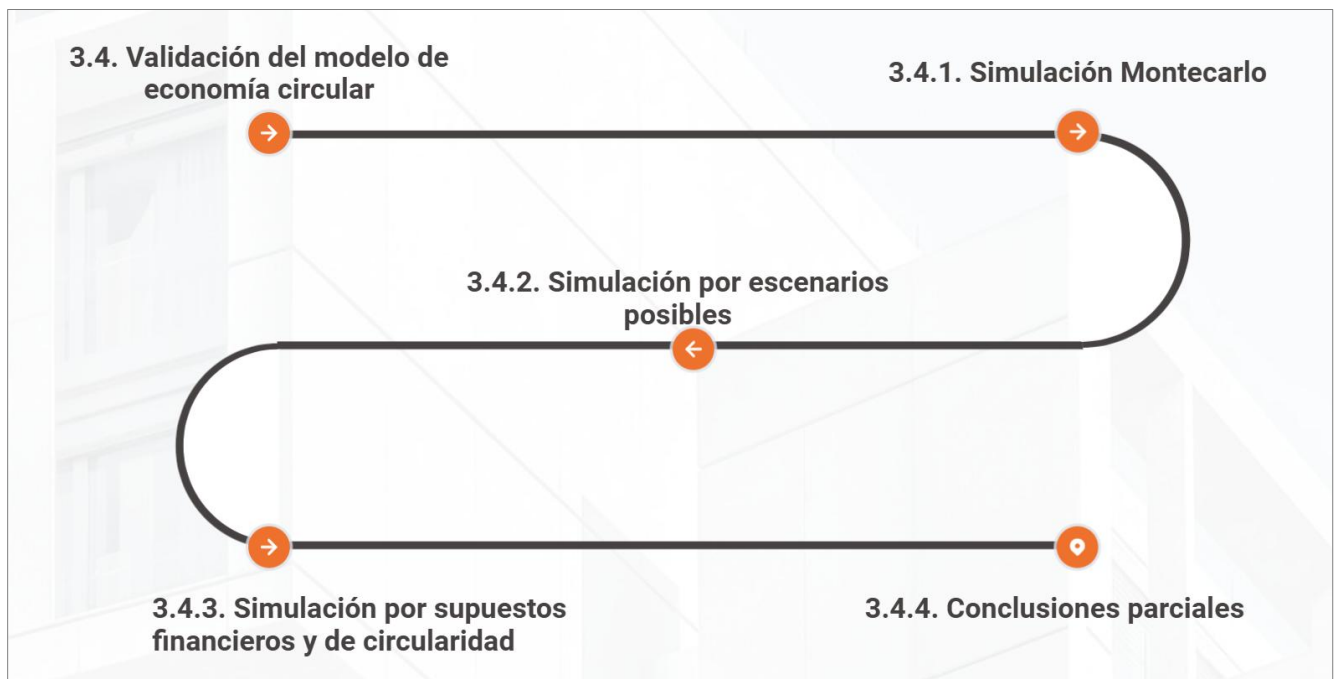 3.4. Validación del modelo de
economía circular
3.4.1. Simulación Montecarlo
3.4.2. Simulación por escenarios
posibles
3.4.3. Simulación por supuestos
financieros y de circularidad
3.4.4. Conclusiones parciales